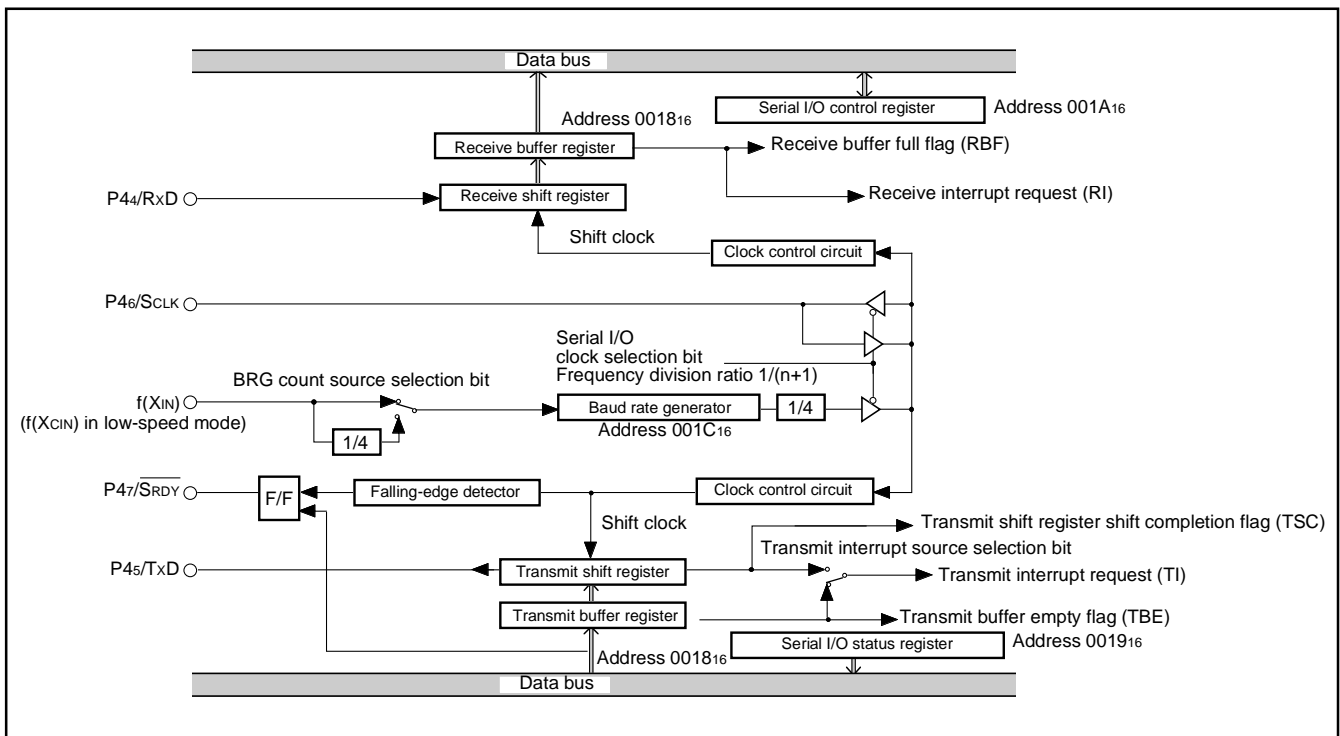 Data bus
Serial I/O control register
Address 001A16
Address 001816
Receive buffer register
Receive buffer full flag (RBF)
Receive interrupt request (RI)
P44/RXD
Receive shift register
Shift clock
Clock control circuit
P46/SCLK
Serial I/O
clock selection bit
Frequency division ratio 1/(n+1)
BRG count source selection bit
f(XIN)
(f(XCIN) in low-speed mode)
1/4
Baud rate generator
1/4
Address 001C16
P47/SRDY
F/F
Falling-edge detector
Clock control circuit
Shift clock
Transmit shift register shift completion flag (TSC)
Transmit interrupt source selection bit
P45/TXD
Transmit shift register
Transmit interrupt request (TI)
Transmit buffer register
Transmit buffer empty flag (TBE)
Serial I/O status register
Address 001916
Address 001816
Data bus